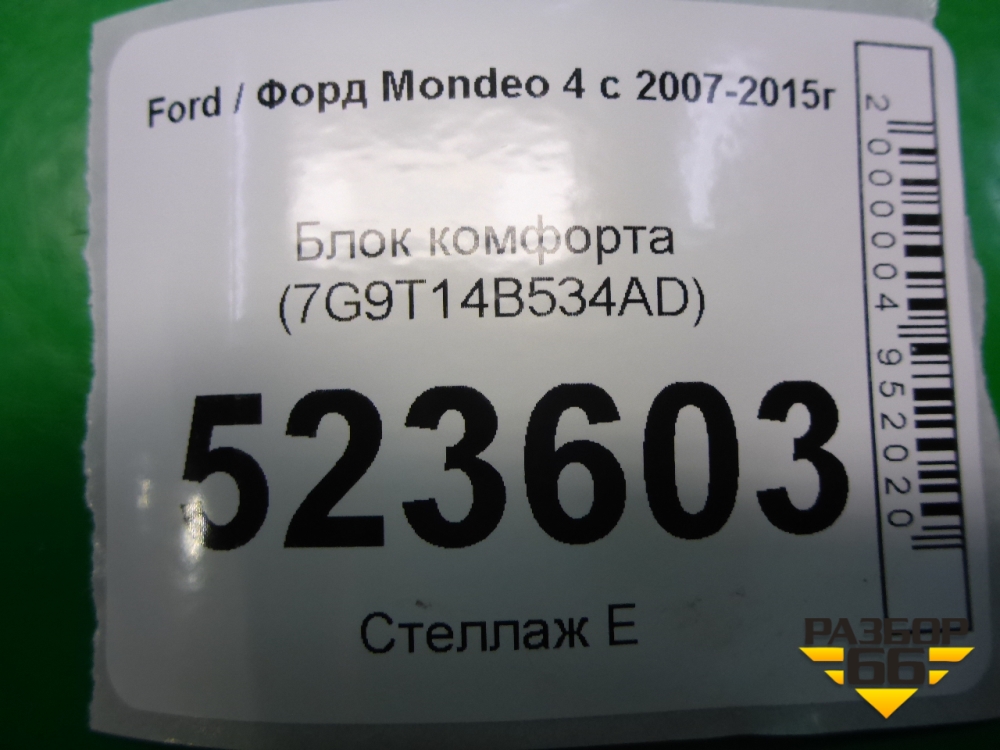 Ford / Форд Mondeo 4 с 2007-2015г
Блок комфорта
(7G9T14B534AD)
523603
Стеллаж Е
2000004952020
РАЗБОР
66